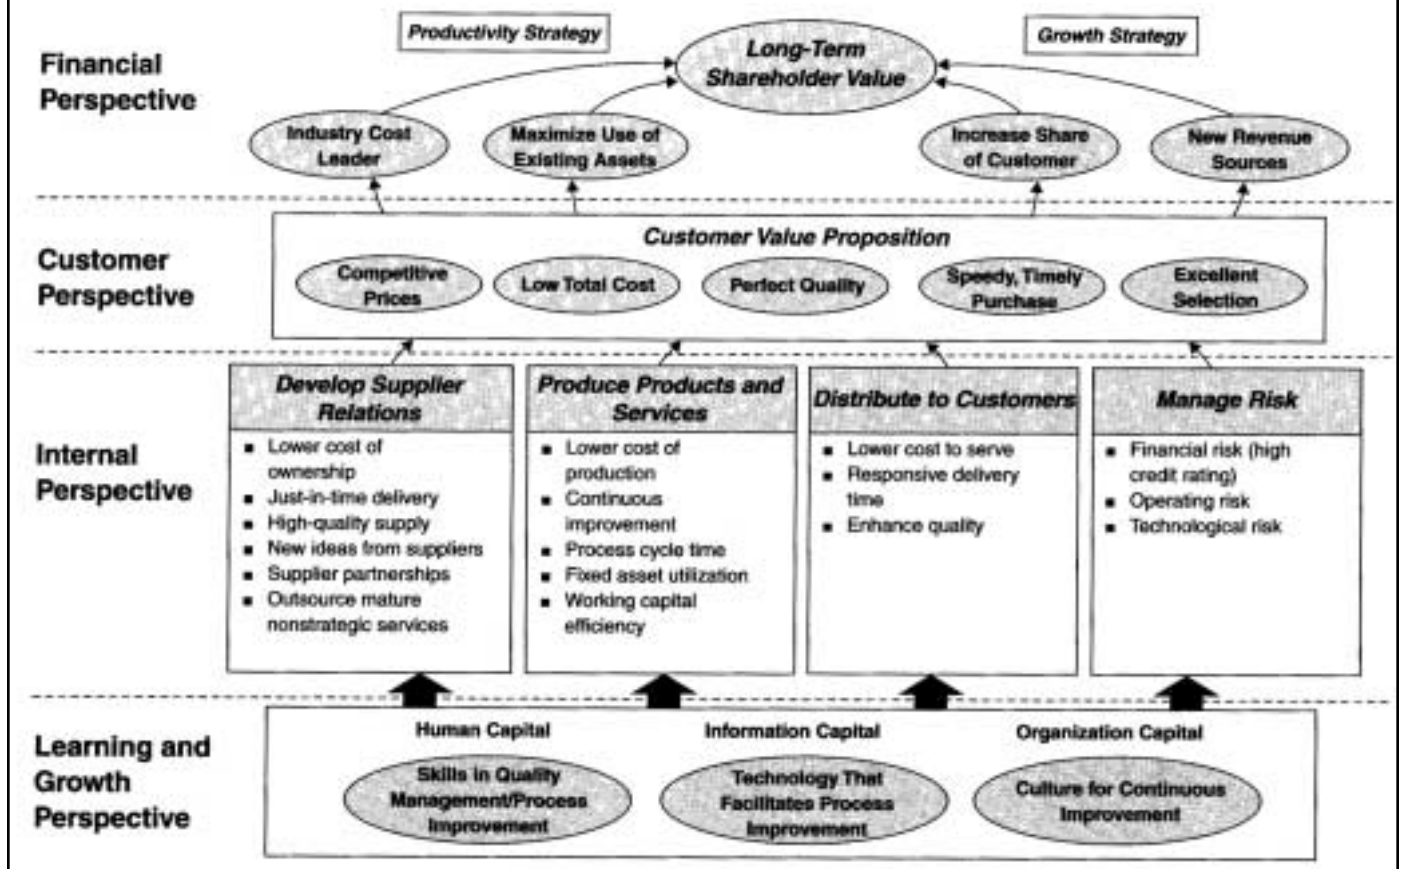 Financial
Perspective
Productivity Strategy
Growth Strategy
Long-Term
Shareholder Value
Industry Cost
Leader
Maximize Use of
Existing Assets
Increase Share
of Customer
New Revenue
Sources
Customer
Perspective
Customer Value Proposition
Competitive
Prices
Low Total Cost
Perfect Quality
Speedy, Timely
Purchase
Excellent
Selection
Internal
Perspective
Develop Supplier
Relations
▪ Lower cost of
ownership
▪ Just-in-time delivery
▪ High-quality supply
▪ New ideas from suppliers
▪ Supplier partnerships
▪ Outsource mature
nonstrategic services
Produce Products and
Services
▪ Lower cost of
production
▪ Continuous
improvement
▪ Process cycle time
▪ Fixed asset utilization
▪ Working capital
efficiency
Distribute to Customers
▪ Lower cost to serve
▪ Responsive delivery
time
▪ Enhance quality
Manage Risk
▪ Financial risk (high
credit rating)
▪ Operating risk
▪ Technological risk
Learning and
Growth
Perspective
Human Capital
Skills in Quality
Management/Process
Improvement
Information Capital
Technology That
Facilitates Process
Improvement
Organization Capital
Culture for Continuous
Improvement